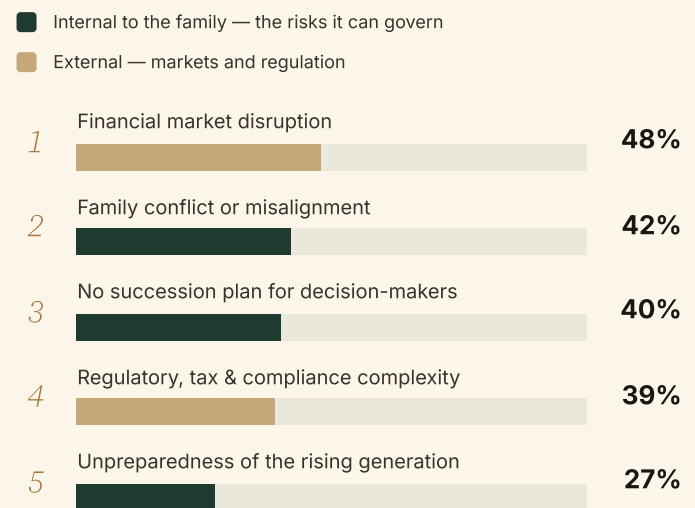 Internal to the family — the risks it can govern
External — markets and regulation
1 Financial market disruption 48%
2 Family conflict or misalignment 42%
3 No succession plan for decision-makers 40%
4 Regulatory, tax & compliance complexity 39%
5 Unpreparedness of the rising generation 27%